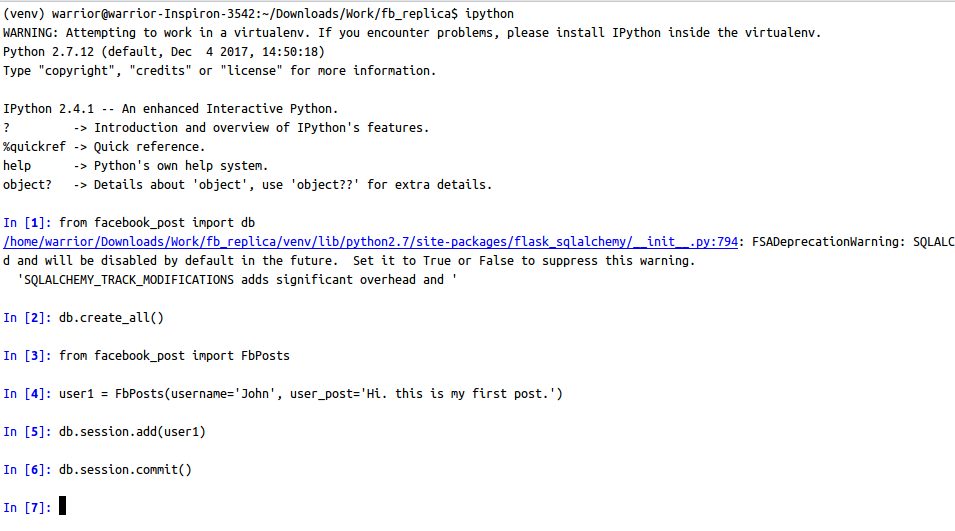 (venv) warrior@warrior-Inspiron-3542:~/Downloads/Work/fb_replica$ ipython
WARNING: Attempting to work in a virtualenv. If you encounter problems, please install IPython inside the virtualenv.
Python 2.7.12 (default, Dec  4 2017, 14:50:18)
Type "copyright", "credits" or "license" for more information.
IPython 2.4.1 -- An enhanced Interactive Python.
?         -> Introduction and overview of IPython's features.
%quickref -> Quick reference.
help      -> Python's own help system.
object?   -> Details about 'object', use 'object??' for extra details.
In [1]: from facebook_post import db
/home/warrior/Downloads/Work/fb_replica/venv/lib/python2.7/site-packages/flask_sqlalchemy/__init__.py:794: FSADeprecationWarning: SQLALC
d and will be disabled by default in the future.  Set it to True or False to suppress this warning.
  'SQLALCHEMY_TRACK_MODIFICATIONS adds significant overhead and '
In [2]: db.create_all()
In [3]: from facebook_post import FbPosts
In [4]: user1 = FbPosts(username='John', user_post='Hi. this is my first post.')
In [5]: db.session.add(user1)
In [6]: db.session.commit()
In [7]: